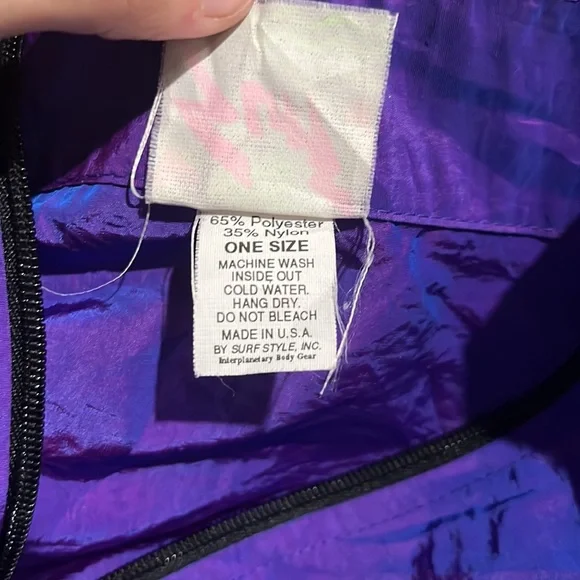 65% Polyester
35% Nylon
ONE SIZE
MACHINE WASH
INSIDE OUT
COLD WATER.
HANG DRY.
DO NOT BLEACH
MADE IN U.S.A.
BY SURF STYLE, INC.
Interplanetary Body Gear